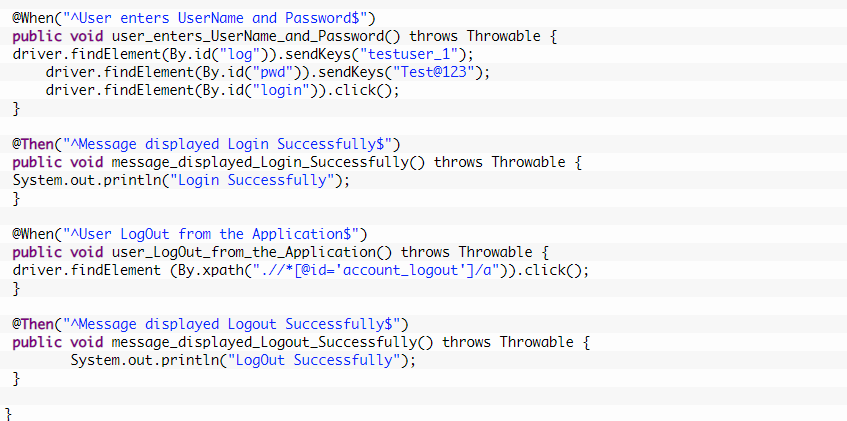 @When("^User enters UserName and Password$")
public void user_enters_UserName_and_Password() throws Throwable {
driver.findElement(By.id("log")).sendKeys("testuser_1");
    driver.findElement(By.id("pwd")).sendKeys("Test@123");
    driver.findElement(By.id("login")).click();
}

@Then("^Message displayed Login Successfully$")
public void message_displayed_Login_Successfully() throws Throwable {
System.out.println("Login Successfully");
}

@When("^User LogOut from the Application$")
public void user_LogOut_from_the_Application() throws Throwable {
driver.findElement (By.xpath(".//*[@id='account_logout']/a")).click();
}

@Then("^Message displayed Logout Successfully$")
public void message_displayed_Logout_Successfully() throws Throwable {
       System.out.println("LogOut Successfully");
}

}